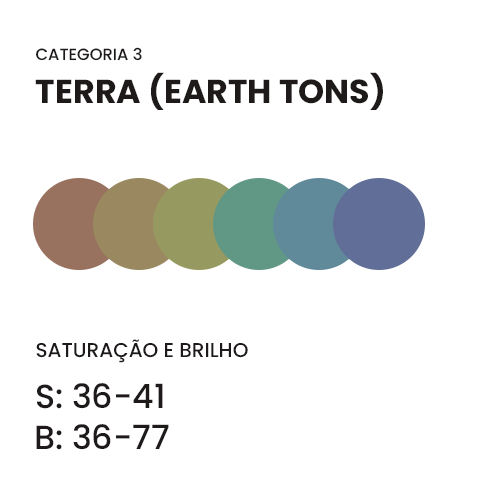 CATEGORIA 3
TERRA (EARTH TONS)
SATURAÇÃO E BRILHO
S: 36-41
B: 36-77